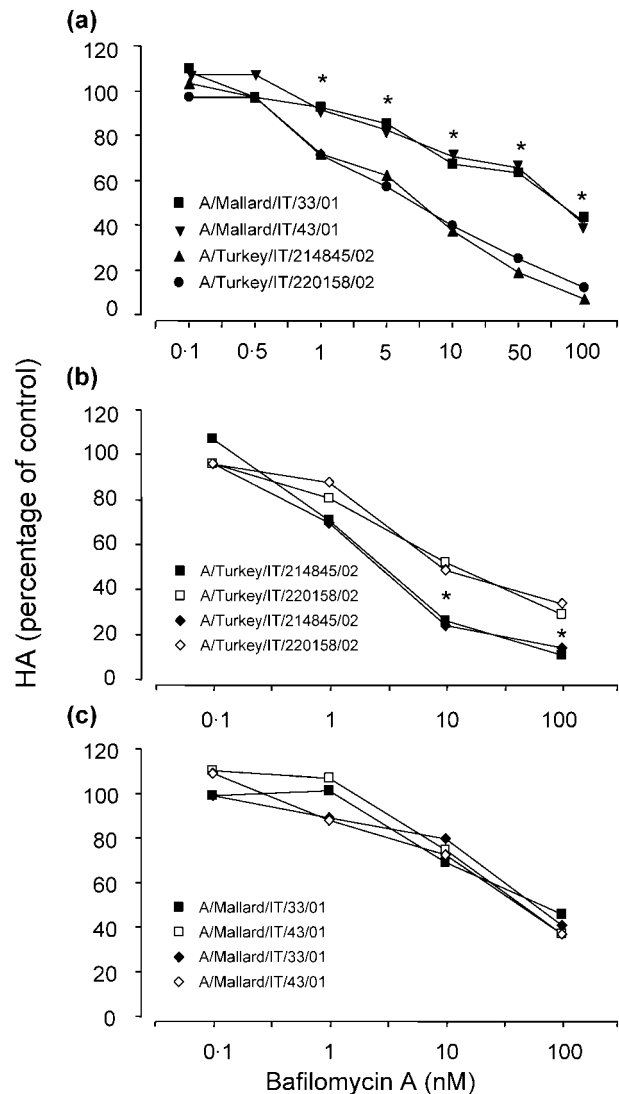 (a)
120
100
80
60
40
20
0
* * * * *
A/Mallard/IT/33/01
A/Mallard/IT/43/01
A/Turkey/IT/214845/02
A/Turkey/IT/220158/02
0·1 0·5 1 5 10 50 100
(b)
120
100
80
60
40
20
0
* *
A/Turkey/IT/214845/02
A/Turkey/IT/220158/02
A/Turkey/IT/214845/02
A/Turkey/IT/220158/02
0·1 1 10 100
HA (percentage of control)
(c)
120
100
80
60
40
20
0
A/Mallard/IT/33/01
A/Mallard/IT/43/01
A/Mallard/IT/33/01
A/Mallard/IT/43/01
0·1 1 10 100
Bafilomycin A (nM)